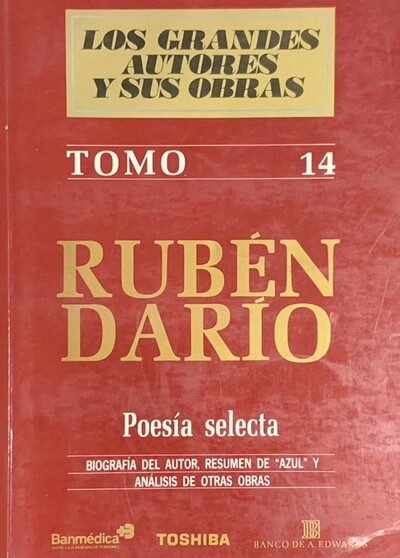 LOS GRANDES
AUTORES
Y SUS OBRAS
TOMO 14
RUBÉN
DARÍO
Poesía selecta
BIOGRAFÍA DEL AUTOR, RESUMEN DE "AZUL" Y
ANÁLISIS DE OTRAS OBRAS
Banmédica TOSHIBA BANCO DE A. EDWARDS